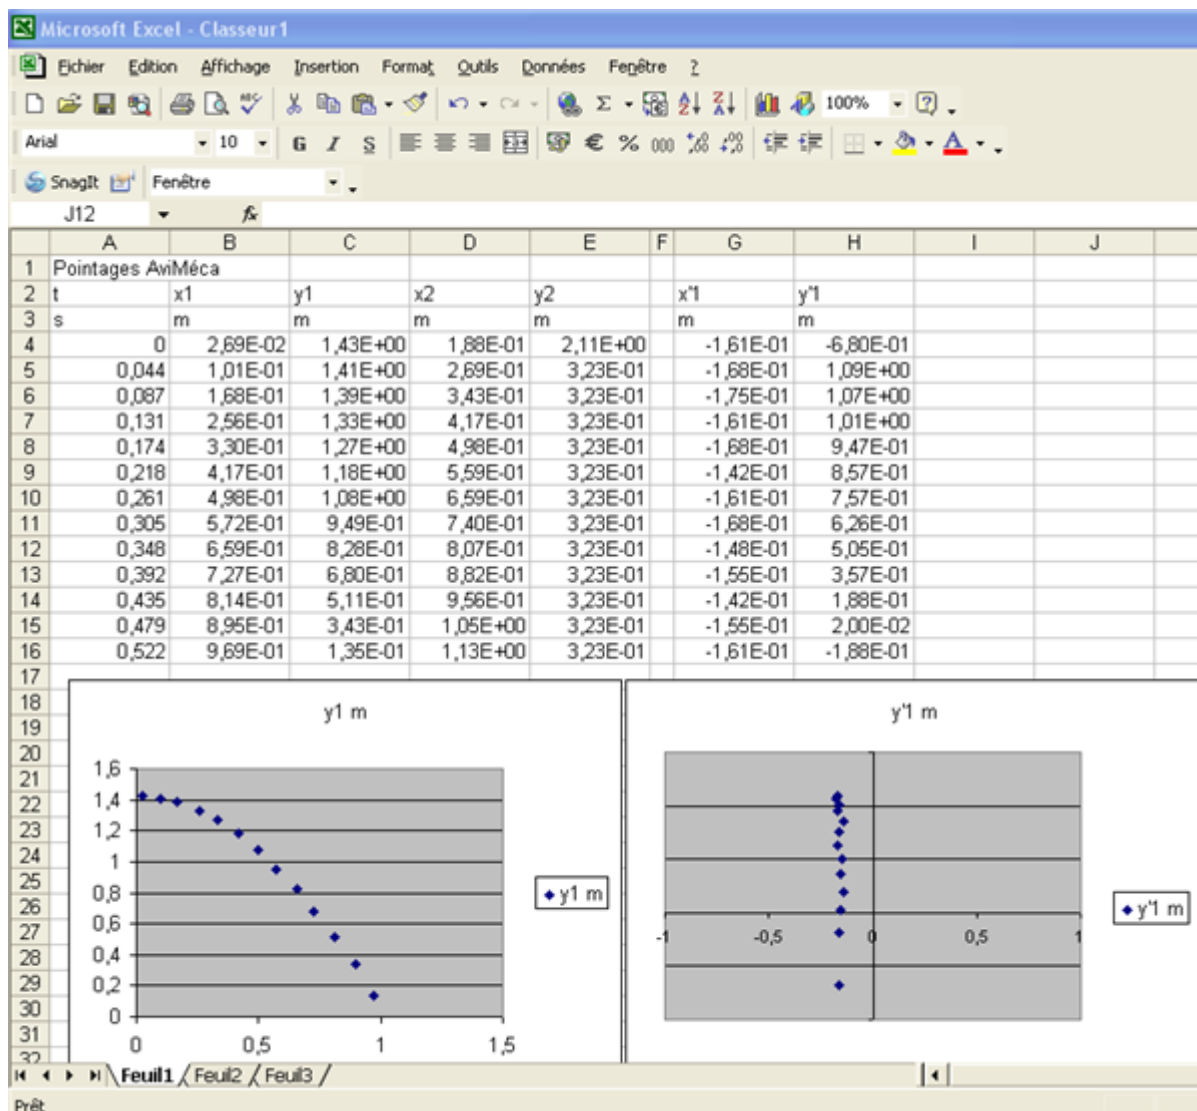 Microsoft Excel - Classeur1
Fichier Edition Affichage Insertion Format Outils Données Fenêtre ?
100%
Arial 10 G I S € % 000
SnagIt Fenêtre
J12 fx
A B C D E F G H I J
1 Pointages AviMéca
2 t x1 y1 x2 y2 x'1 y'1
3 s m m m m m m
4 0 2,69E-02 1,43E+00 1,88E-01 2,11E+00 -1,61E-01 -6,80E-01
5 0,044 1,01E-01 1,41E+00 2,69E-01 3,23E-01 -1,68E-01 1,09E+00
6 0,087 1,68E-01 1,39E+00 3,43E-01 3,23E-01 -1,75E-01 1,07E+00
7 0,131 2,56E-01 1,33E+00 4,17E-01 3,23E-01 -1,61E-01 1,01E+00
8 0,174 3,30E-01 1,27E+00 4,98E-01 3,23E-01 -1,68E-01 9,47E-01
9 0,218 4,17E-01 1,18E+00 5,59E-01 3,23E-01 -1,42E-01 8,57E-01
10 0,261 4,98E-01 1,08E+00 6,59E-01 3,23E-01 -1,61E-01 7,57E-01
11 0,305 5,72E-01 9,49E-01 7,40E-01 3,23E-01 -1,68E-01 6,26E-01
12 0,348 6,59E-01 8,28E-01 8,07E-01 3,23E-01 -1,48E-01 5,05E-01
13 0,392 7,27E-01 6,80E-01 8,82E-01 3,23E-01 -1,55E-01 3,57E-01
14 0,435 8,14E-01 5,11E-01 9,56E-01 3,23E-01 -1,42E-01 1,88E-01
15 0,479 8,95E-01 3,43E-01 1,05E+00 3,23E-01 -1,55E-01 2,00E-02
16 0,522 9,69E-01 1,35E-01 1,13E+00 3,23E-01 -1,61E-01 -1,88E-01
17
18
19
20
21
22
23
24
25
26
27
28
29
30
31
32
y1 m
1,6
1,4
1,2
1
0,8
0,6
0,4
0,2
0
0 0,5 1 1,5
y1 m
y'1 m
-1 -0,5 0 0,5 1
y'1 m
Feuil1 Feuil2 Feuil3
Prêt